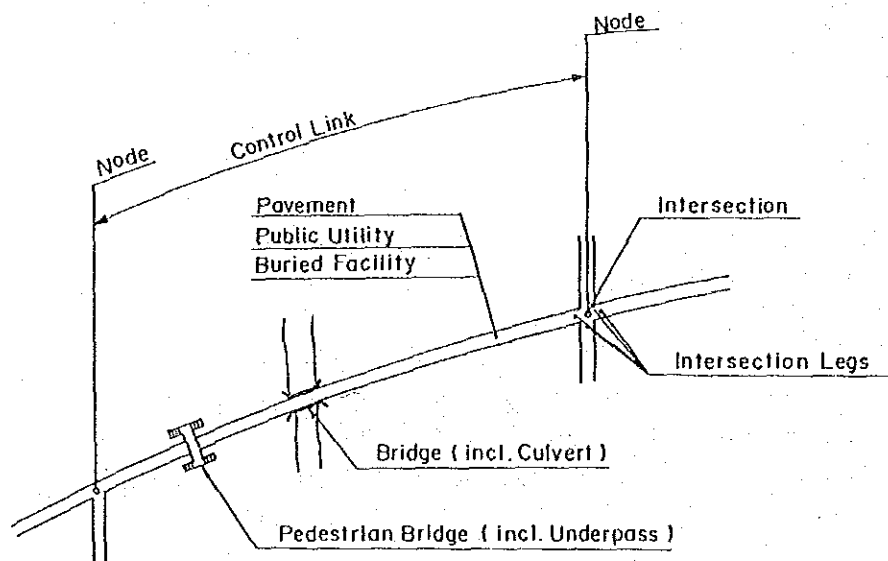 Node
Control Link
Node
Pavement
Public Utility
Buried Facility
Intersection
Intersection Legs
Bridge ( incl. Culvert )
Pedestrian Bridge ( incl. Underpass )